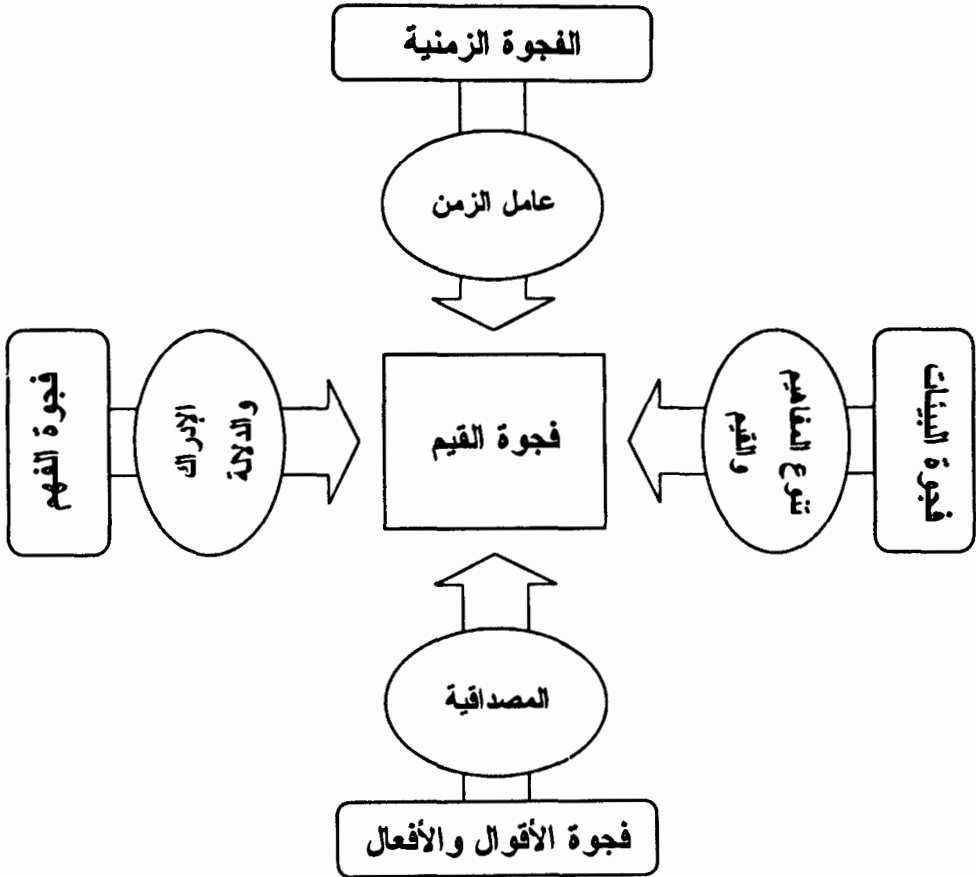 الفجوة الزمنية
عامل الزمن
فجوة البيئات
تنوع المفاهيم
والقيم
فجوة القيم
والدلالة
الإدراك
فجوة الفهم
المصداقية
فجوة الأقوال والأفعال